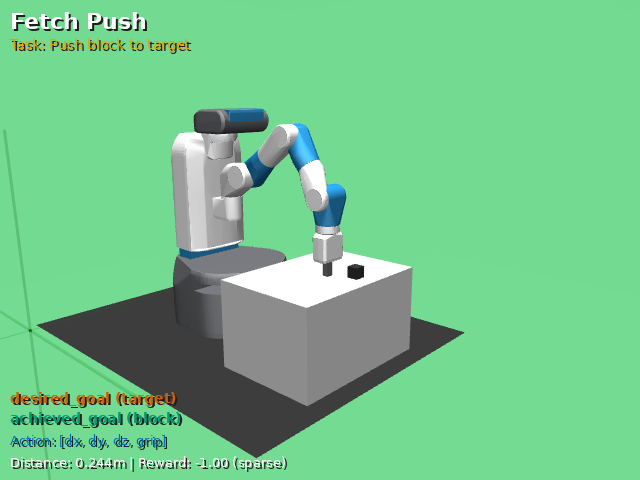 Fetch Push
Task: Push block to target
desired_goal (target)
achieved_goal (block)
Action: [dx, dy, dz, grip]
Distance: 0.244m | Reward: -1.00 (sparse)